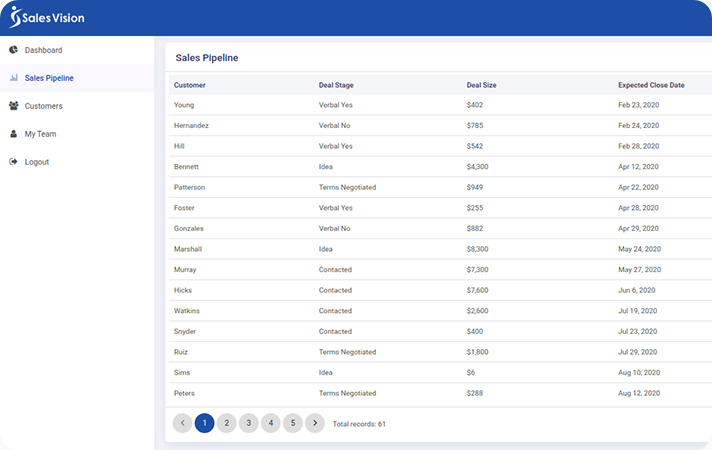 Sales Vision
Dashboard
Sales Pipeline
Customers
My Team
Logout
Sales Pipeline
Customer Deal Stage Deal Size Expected Close Date
Young Verbal Yes $402 Feb 23, 2020
Hernandez Verbal No $785 Feb 24, 2020
Hill Verbal Yes $542 Feb 28, 2020
Bennett Idea $4,300 Apr 12, 2020
Patterson Terms Negotiated $949 Apr 22, 2020
Foster Verbal Yes $255 Apr 28, 2020
Gonzales Verbal No $882 Apr 29, 2020
Marshall Idea $8,300 May 24, 2020
Murray Contacted $7,300 May 27, 2020
Hicks Contacted $7,600 Jun 6, 2020
Watkins Contacted $2,600 Jul 19, 2020
Snyder Contacted $400 Jul 23, 2020
Ruiz Terms Negotiated $1,800 Jul 29, 2020
Sims Idea $6 Aug 10, 2020
Peters Terms Negotiated $288 Aug 12, 2020
1 2 3 4 5 Total records: 61